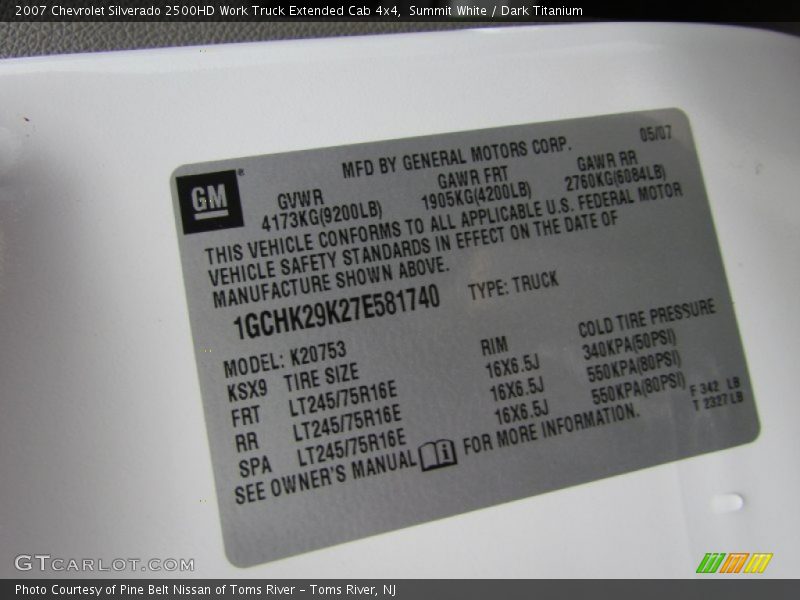 2007 Chevrolet Silverado 2500HD Work Truck Extended Cab 4x4,  Summit White / Dark Titanium
MFD BY GENERAL MOTORS CORP. 05/07
GM®
GVWR GAWR FRT GAWR RR
4173KG(9200LB) 1905KG(4200LB) 2760KG(6084LB)
THIS VEHICLE CONFORMS TO ALL APPLICABLE U.S. FEDERAL MOTOR
VEHICLE SAFETY STANDARDS IN EFFECT ON THE DATE OF
MANUFACTURE SHOWN ABOVE.
1GCHK29K27E581740 TYPE: TRUCK
MODEL: K20753
KSX9 TIRE SIZE RIM COLD TIRE PRESSURE
FRT LT245/75R16E 16X6.5J 340KPA(50PSI)
RR LT245/75R16E 16X6.5J 550KPA(80PSI)
SPA LT245/75R16E 16X6.5J 550KPA(80PSI)
F 342 LB
T 2327LB
SEE OWNER'S MANUAL i FOR MORE INFORMATION.
GTCARLOT.COM
Photo Courtesy of Pine Belt Nissan of Toms River – Toms River, NJ